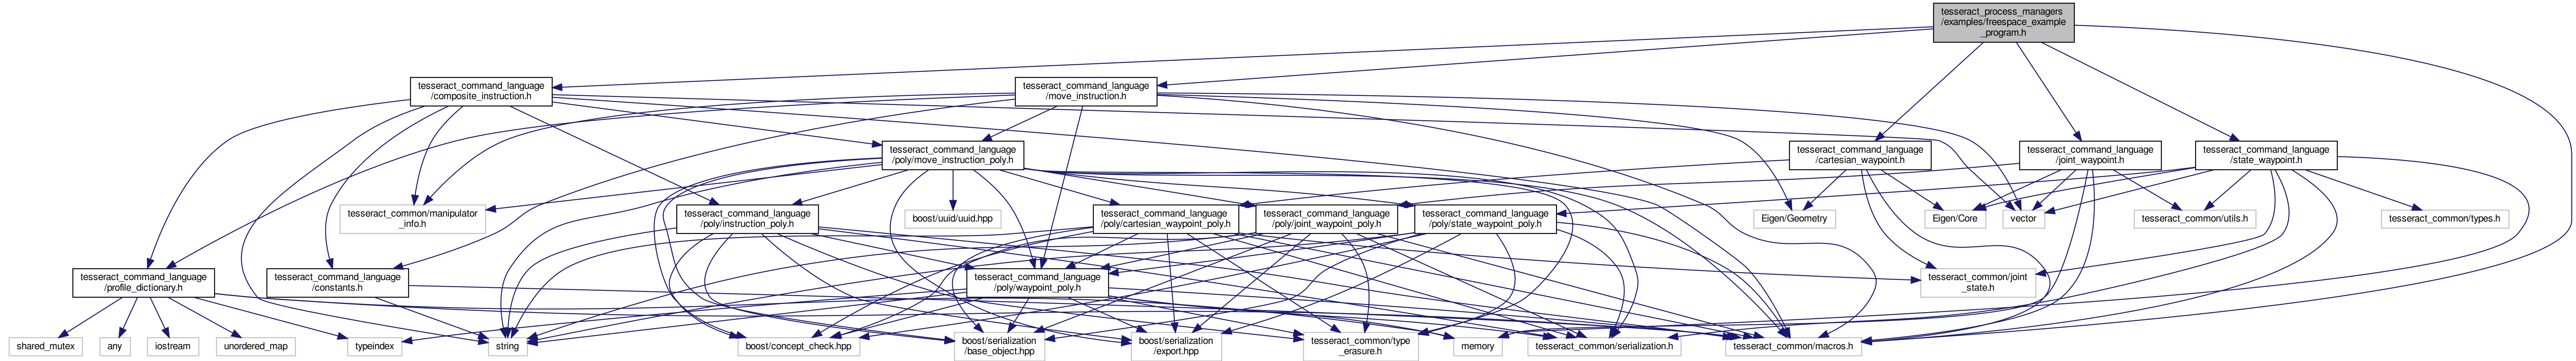 tesseract_process_managers
/examples/freespace_example
_program.h
tesseract_command_language
/composite_instruction.h
tesseract_command_language
/move_instruction.h
tesseract_command_language
/poly/move_instruction_poly.h
tesseract_command_language
/cartesian_waypoint.h
tesseract_command_language
/joint_waypoint.h
tesseract_command_language
/state_waypoint.h
tesseract_common/manipulator
_info.h
tesseract_command_language
/poly/instruction_poly.h
boost/uuid/uuid.hpp
tesseract_command_language
/poly/cartesian_waypoint_poly.h
tesseract_command_language
/poly/joint_waypoint_poly.h
tesseract_command_language
/poly/state_waypoint_poly.h
Eigen/Geometry
Eigen/Core
vector
tesseract_common/utils.h
tesseract_common/types.h
tesseract_command_language
/profile_dictionary.h
tesseract_command_language
/constants.h
tesseract_command_language
/poly/waypoint_poly.h
tesseract_common/joint
_state.h
shared_mutex
any
iostream
unordered_map
typeindex
string
boost/concept_check.hpp
boost/serialization
/base_object.hpp
boost/serialization
/export.hpp
tesseract_common/type
_erasure.h
memory
tesseract_common/serialization.h
tesseract_common/macros.h